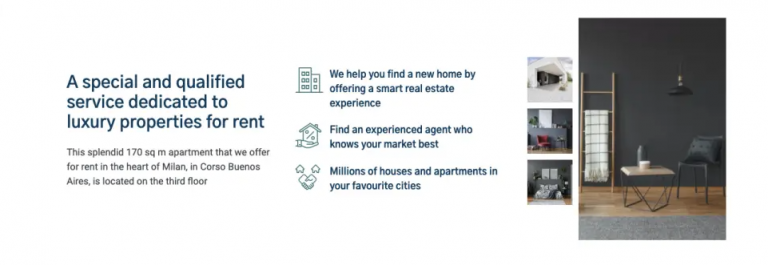 A special and qualified
service dedicated to
luxury properties for rent
This splendid 170 sq m apartment that we offer
for rent in the heart of Milan, in Corso Buenos
Aires, is located on the third floor
We help you find a new home by
offering a smart real estate
experience
Find an experienced agent who
knows your market best
Millions of houses and apartments in
your favourite cities